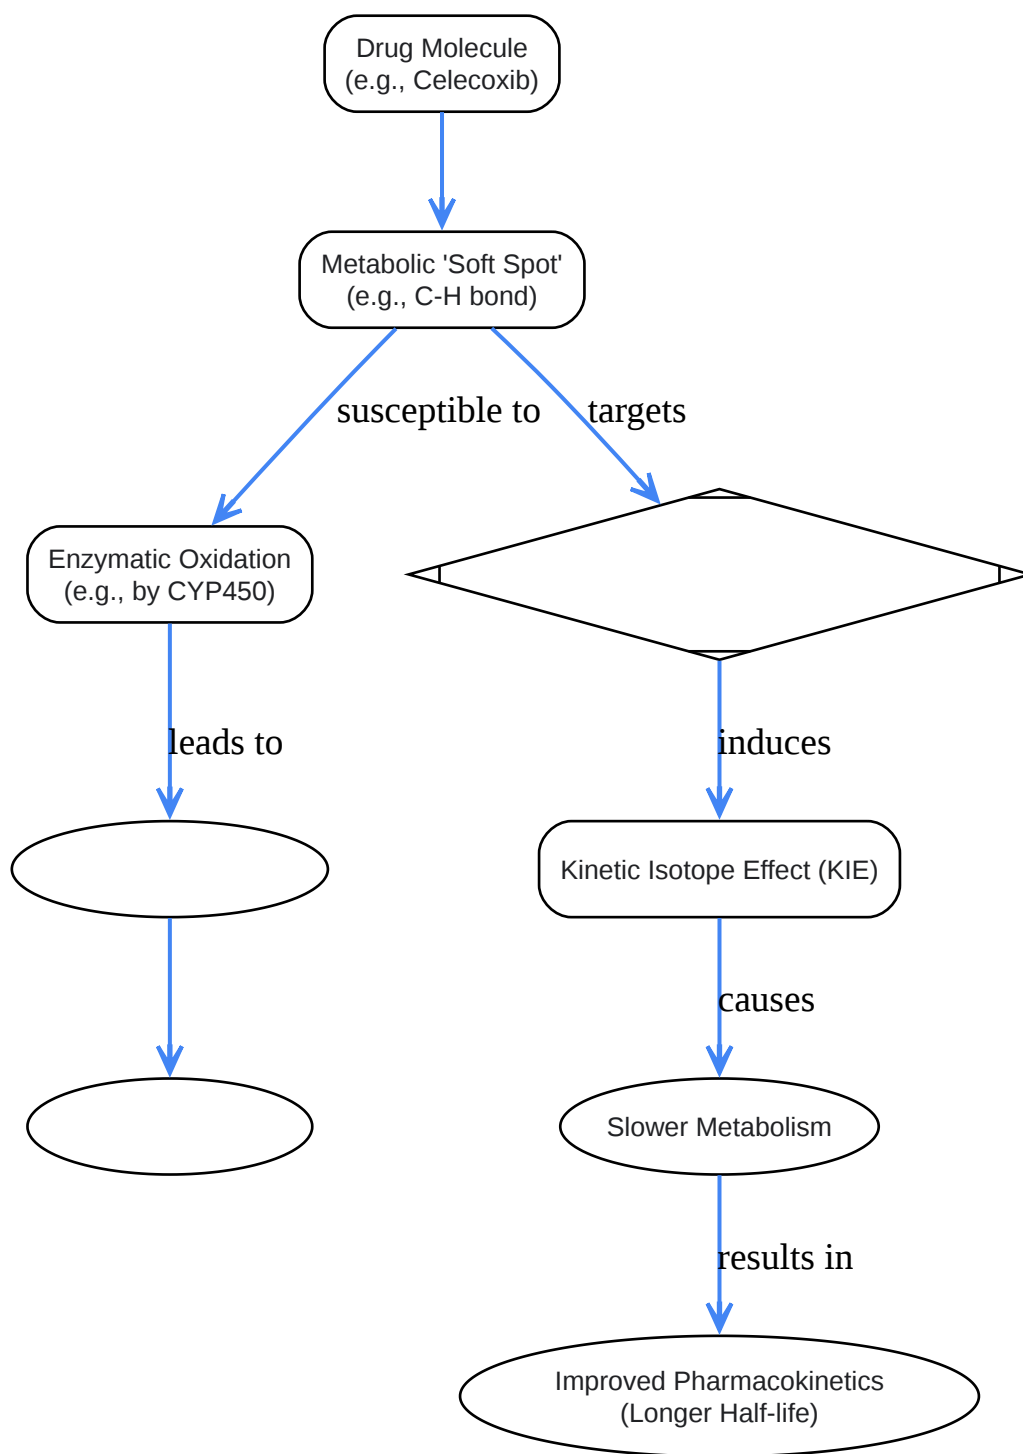 Drug Molecule
(e.g., Celecoxib)
Metabolic 'Soft Spot'
(e.g., C-H bond)
susceptible to
targets
Enzymatic Oxidation
(e.g., by CYP450)
leads to
induces
Kinetic Isotope Effect (KIE)
causes
Slower Metabolism
results in
Improved Pharmacokinetics
(Longer Half-life)